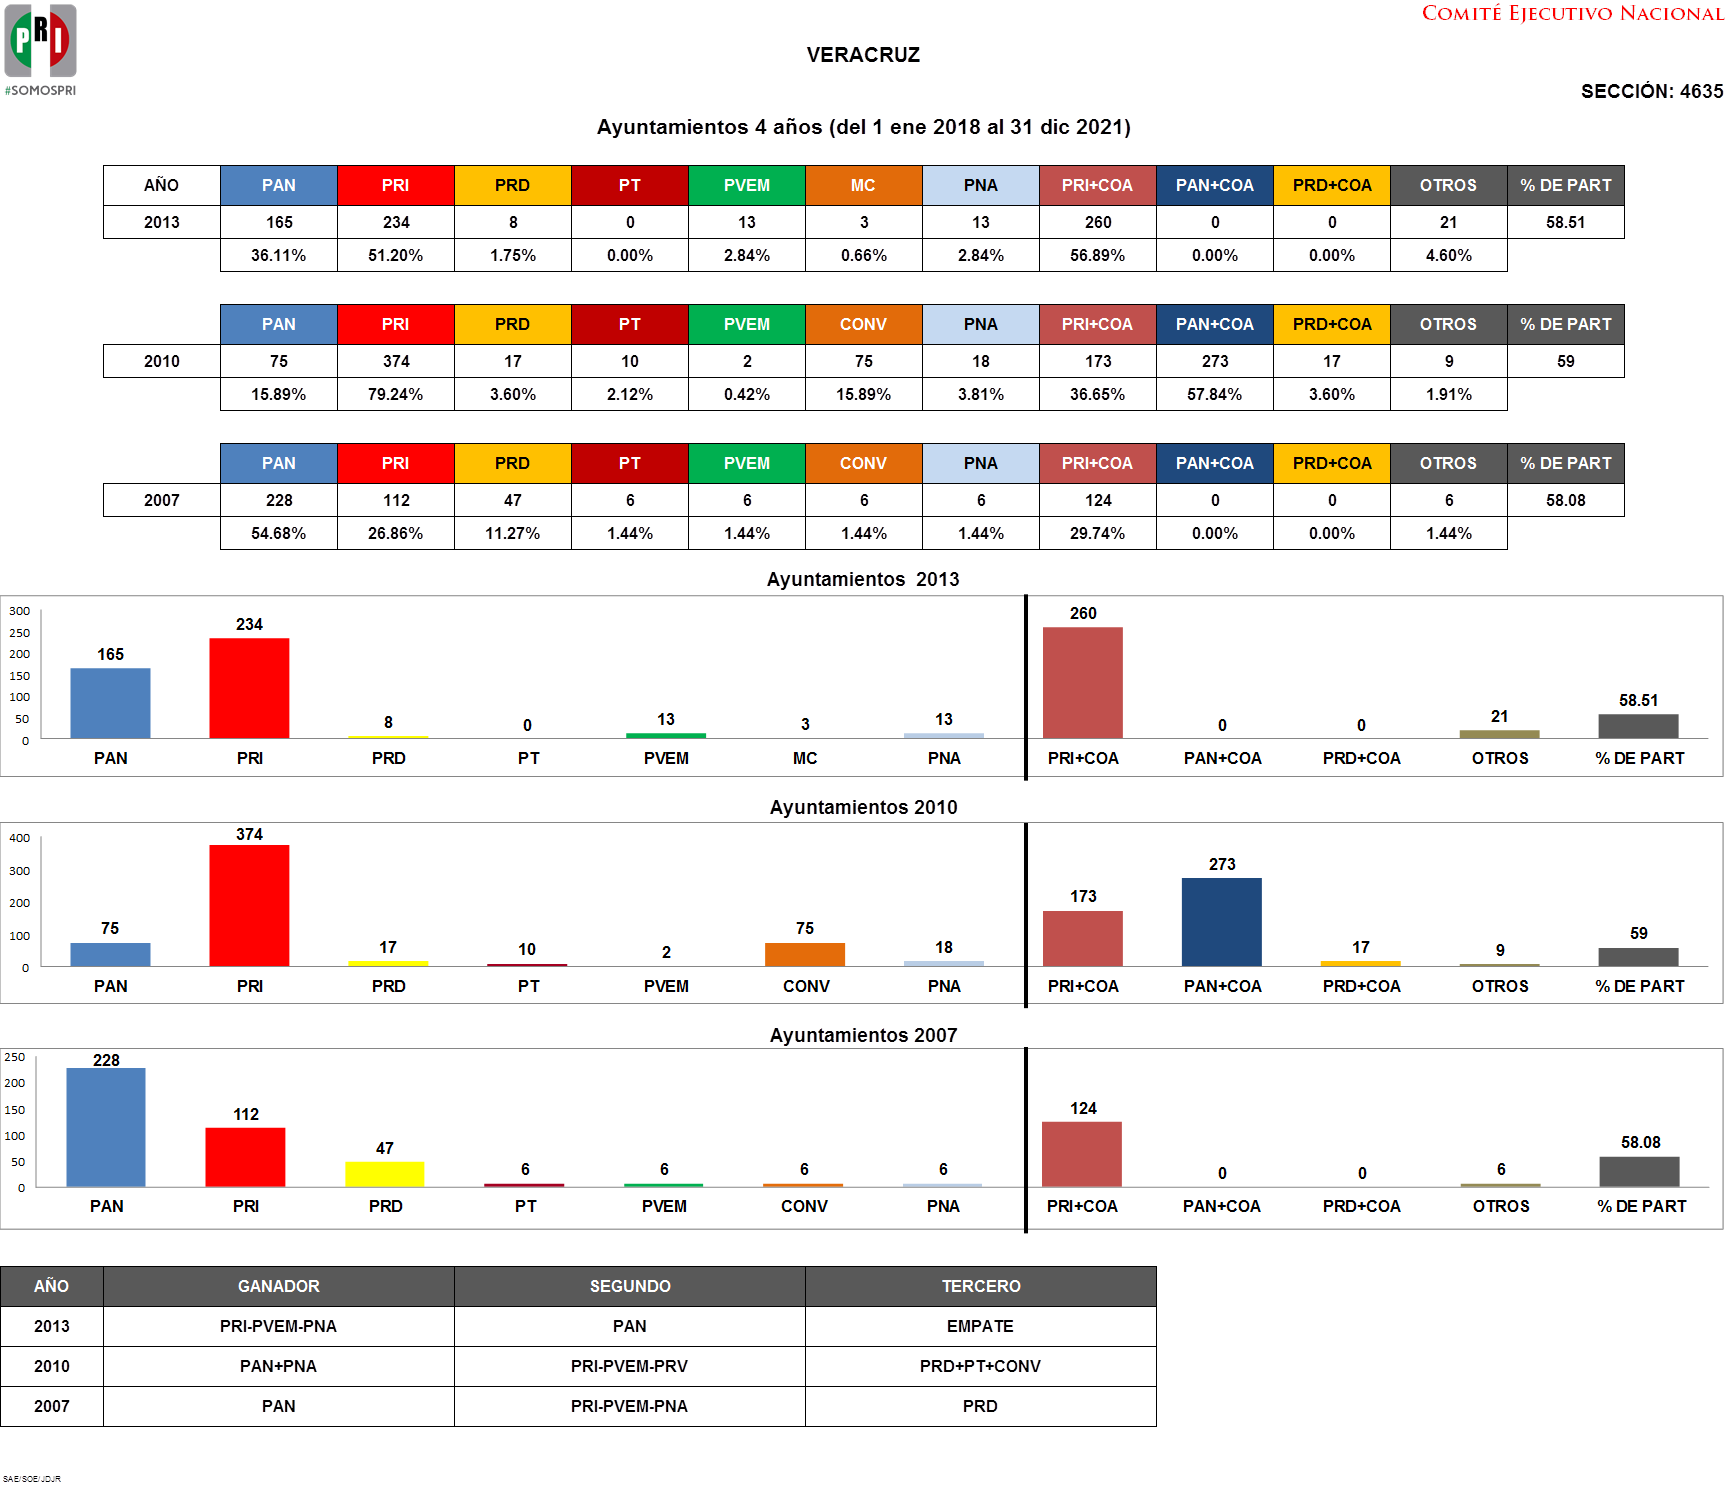 PRI
#SOMOSPRI
COMITÉ EJECUTIVO NACIONAL
VERACRUZ
SECCIÓN: 4635
Ayuntamientos 4 años (del 1 ene 2018 al 31 dic 2021)
AÑO PAN PRI PRD PT PVEM MC PNA PRI+COA PAN+COA PRD+COA OTROS % DE PART
2013 165 234 8 0 13 3 13 260 0 0 21 58.51
36.11% 51.20% 1.75% 0.00% 2.84% 0.66% 2.84% 56.89% 0.00% 0.00% 4.60%
PAN PRI PRD PT PVEM CONV PNA PRI+COA PAN+COA PRD+COA OTROS % DE PART
2010 75 374 17 10 2 75 18 173 273 17 9 59
15.89% 79.24% 3.60% 2.12% 0.42% 15.89% 3.81% 36.65% 57.84% 3.60% 1.91%
PAN PRI PRD PT PVEM CONV PNA PRI+COA PAN+COA PRD+COA OTROS % DE PART
2007 228 112 47 6 6 6 6 124 0 0 6 58.08
54.68% 26.86% 11.27% 1.44% 1.44% 1.44% 1.44% 29.74% 0.00% 0.00% 1.44%
Ayuntamientos 2013
300
250
200
150
100
50
0
165 234 8 0 13 3 13 260 0 0 21 58.51
PAN PRI PRD PT PVEM MC PNA PRI+COA PAN+COA PRD+COA OTROS % DE PART
Ayuntamientos 2010
400
300
200
100
0
75 374 17 10 2 75 18 173 273 17 9 59
PAN PRI PRD PT PVEM CONV PNA PRI+COA PAN+COA PRD+COA OTROS % DE PART
Ayuntamientos 2007
250
200
150
100
50
0
228 112 47 6 6 6 6 124 0 0 6 58.08
PAN PRI PRD PT PVEM CONV PNA PRI+COA PAN+COA PRD+COA OTROS % DE PART
AÑO GANADOR SEGUNDO TERCERO
2013 PRI-PVEM-PNA PAN EMPATE
2010 PAN+PNA PRI-PVEM-PRV PRD+PT+CONV
2007 PAN PRI-PVEM-PNA PRD
SAE/SOE/JDJR